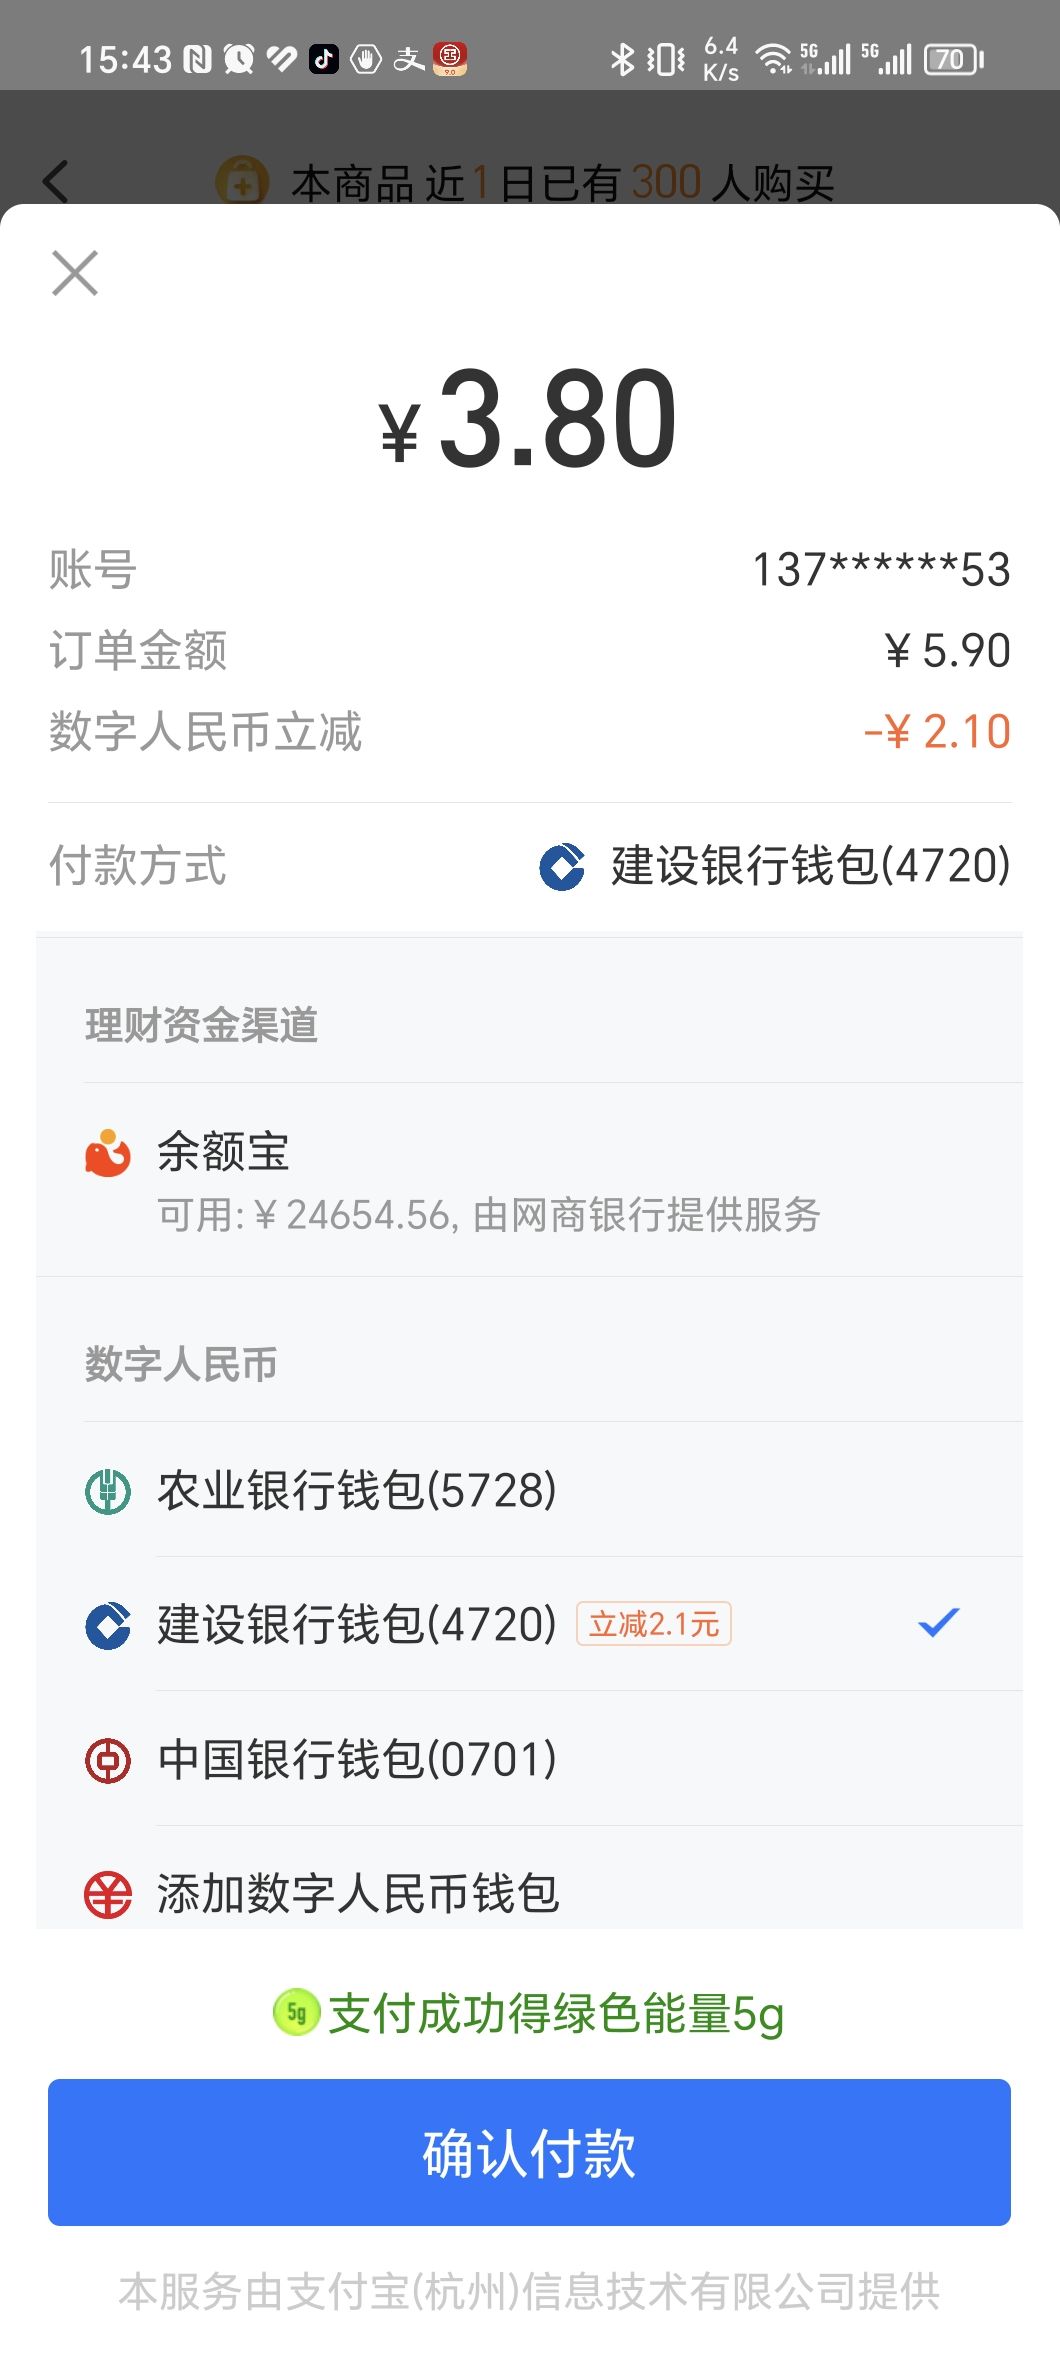 15:43 6.4 K/s 5G 5G 70
本商品 近1日已有300人购买
¥3.80
账号 137******53
订单金额 ¥5.90
数字人民币立减 -¥2.10
付款方式 建设银行钱包(4720)
理财资金渠道
余额宝
可用:¥24654.56, 由网商银行提供服务
数字人民币
农业银行钱包(5728)
建设银行钱包(4720) 立减2.1元
中国银行钱包(0701)
添加数字人民币钱包
5g 支付成功得绿色能量5g
确认付款
本服务由支付宝(杭州)信息技术有限公司提供